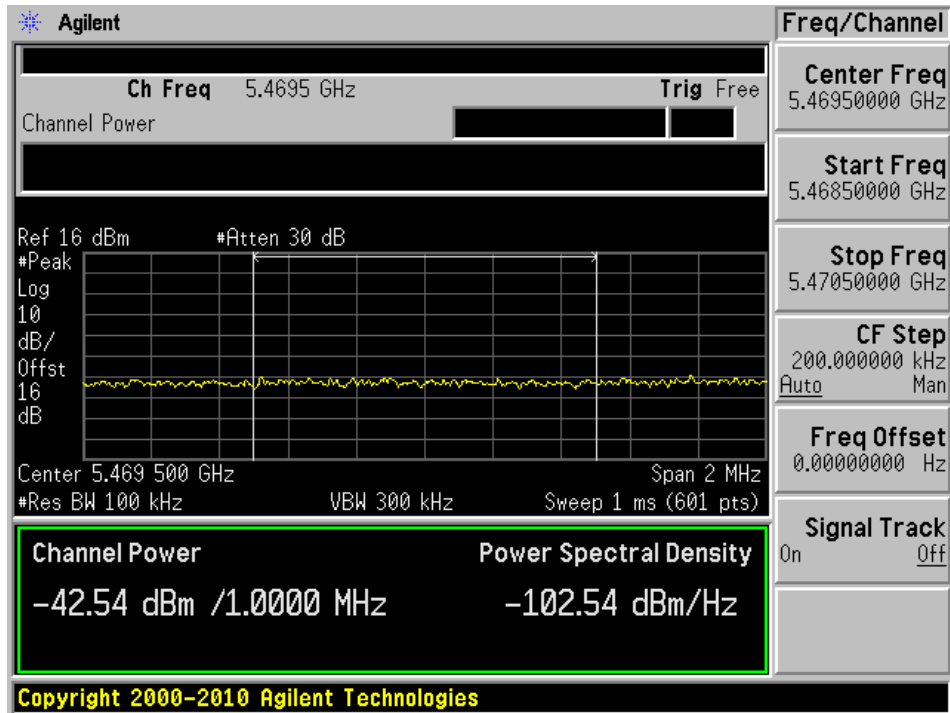 Agilent
Freq/Channel
Ch Freq 5.4695 GHz Trig Free
Channel Power
Center Freq
5.46950000 GHz
Start Freq
5.46850000 GHz
Stop Freq
5.47050000 GHz
CF Step
200.000000 kHz
Auto Man
Freq Offset
0.00000000 Hz
Signal Track
On Off
Ref 16 dBm #Atten 30 dB
#Peak
Log
10
dB/
Offst
16
dB
Center 5.469 500 GHz Span 2 MHz
#Res BW 100 kHz VBW 300 kHz Sweep 1 ms (601 pts)
Channel Power Power Spectral Density
-42.54 dBm /1.0000 MHz -102.54 dBm/Hz
Copyright 2000-2010 Agilent Technologies